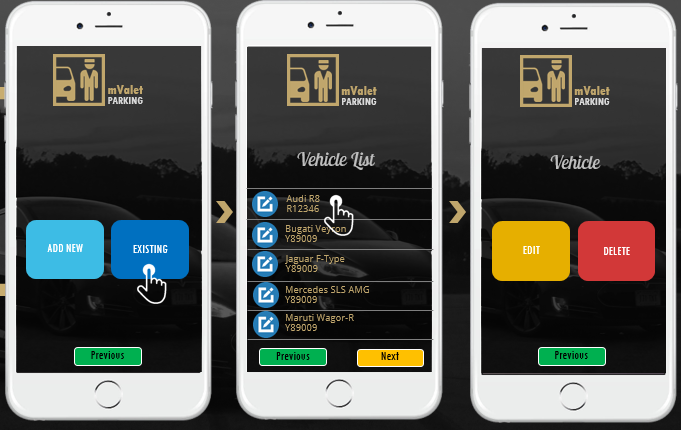 mValet
PARKING
ADD NEW
EXISTING
Previous
mValet
PARKING
Vehicle List
Audi R8
R12346
Bugati Veyron
Y89009
Jaguar F-Type
Y89009
Mercedes SLS AMG
Y89009
Maruti Wagor-R
Y89009
Previous
Next
mValet
PARKING
Vehicle
EDIT
DELETE
Previous